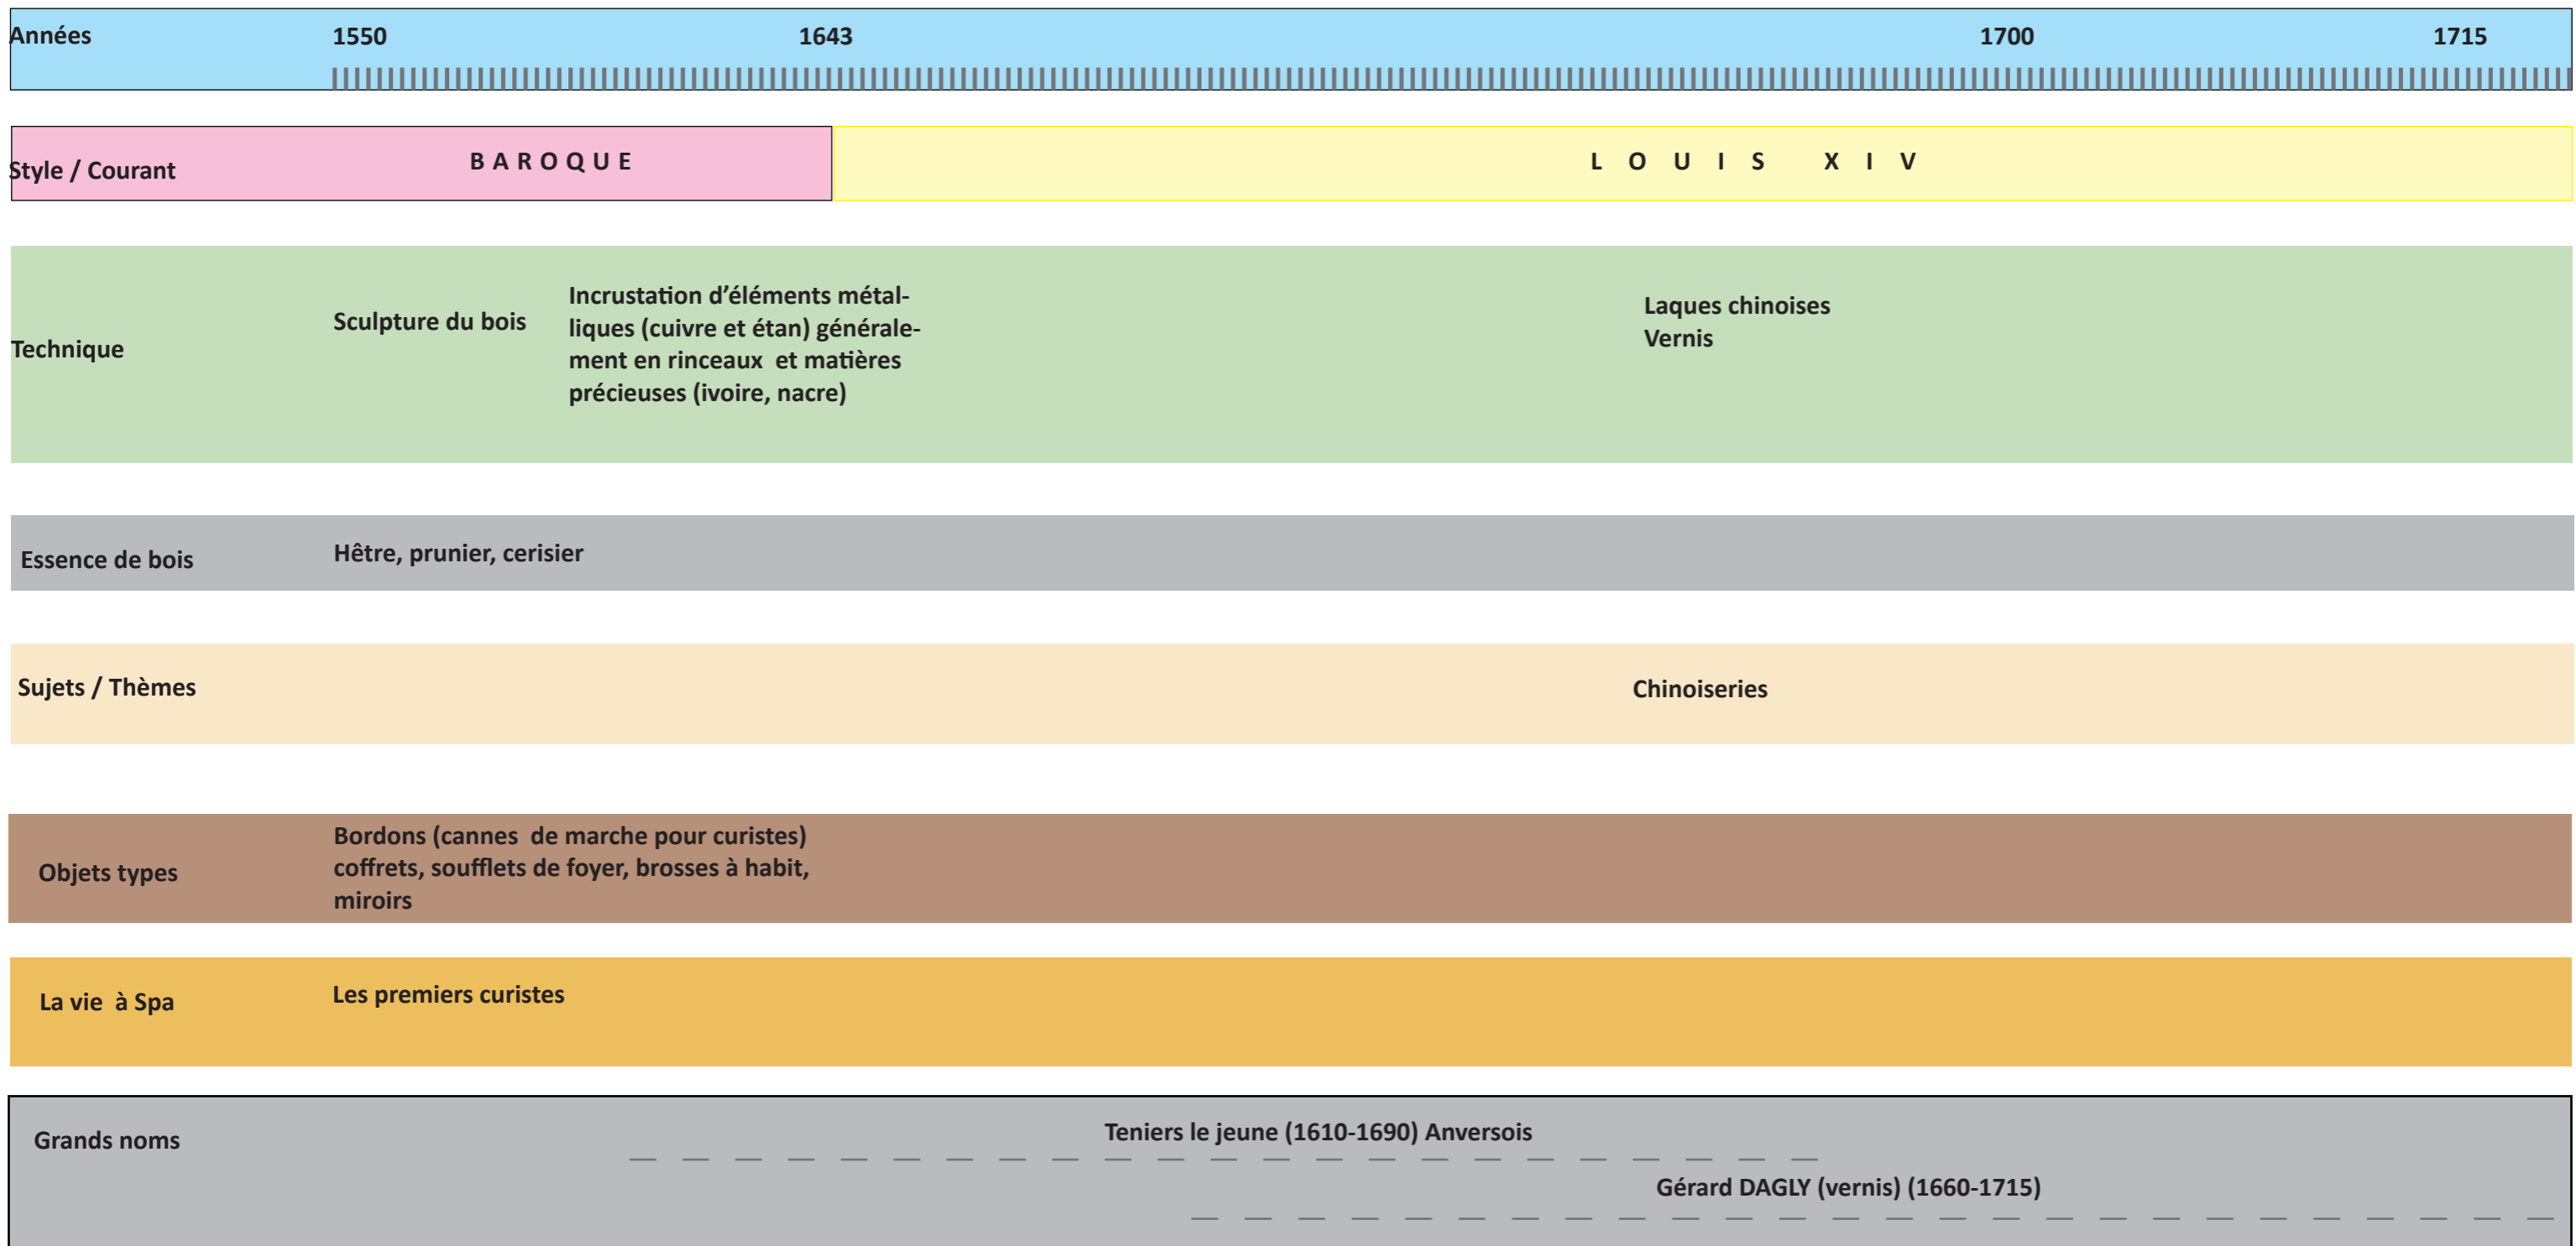 Années 1550 1643 1700 1715
Style / Courant BAROQUE LOUIS XIV
Technique
Sculpture du bois
Incrustation d’éléments métal-
liques (cuivre et étan) générale-
ment en rinceaux et matières
précieuses (ivoire, nacre)
Laques chinoises
Vernis
Essence de bois
Hêtre, prunier, cerisier
Sujets / Thèmes
Chinoiseries
Objets types
Bordons (cannes de marche pour curistes)
coffrets, soufflets de foyer, brosses à habit,
miroirs
La vie à Spa
Les premiers curistes
Grands noms
Teniers le jeune (1610-1690) Anversois
Gérard DAGLY (vernis) (1660-1715)